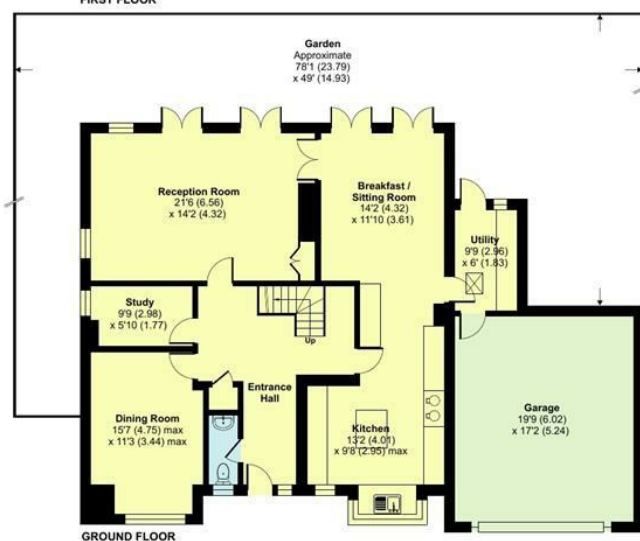 FIRST FLOOR
Garden
Approximate
78'1 (23.79)
x 49' (14.93)
Reception Room
21'6 (6.56)
x 14'2 (4.32)
Breakfast /
Sitting Room
14'2 (4.32)
x 11'10 (3.61)
Utility
9'9 (2.96)
x 6' (1.83)
Study
9'9 (2.98)
x 5'10 (1.77)
Up
Entrance
Hall
Dining Room
15'7 (4.75) max
x 11'3 (3.44) max
Kitchen
13'2 (4.01)
x 9'8 (2.95) max
Garage
19'9 (6.02)
x 17'2 (5.24)
GROUND FLOOR